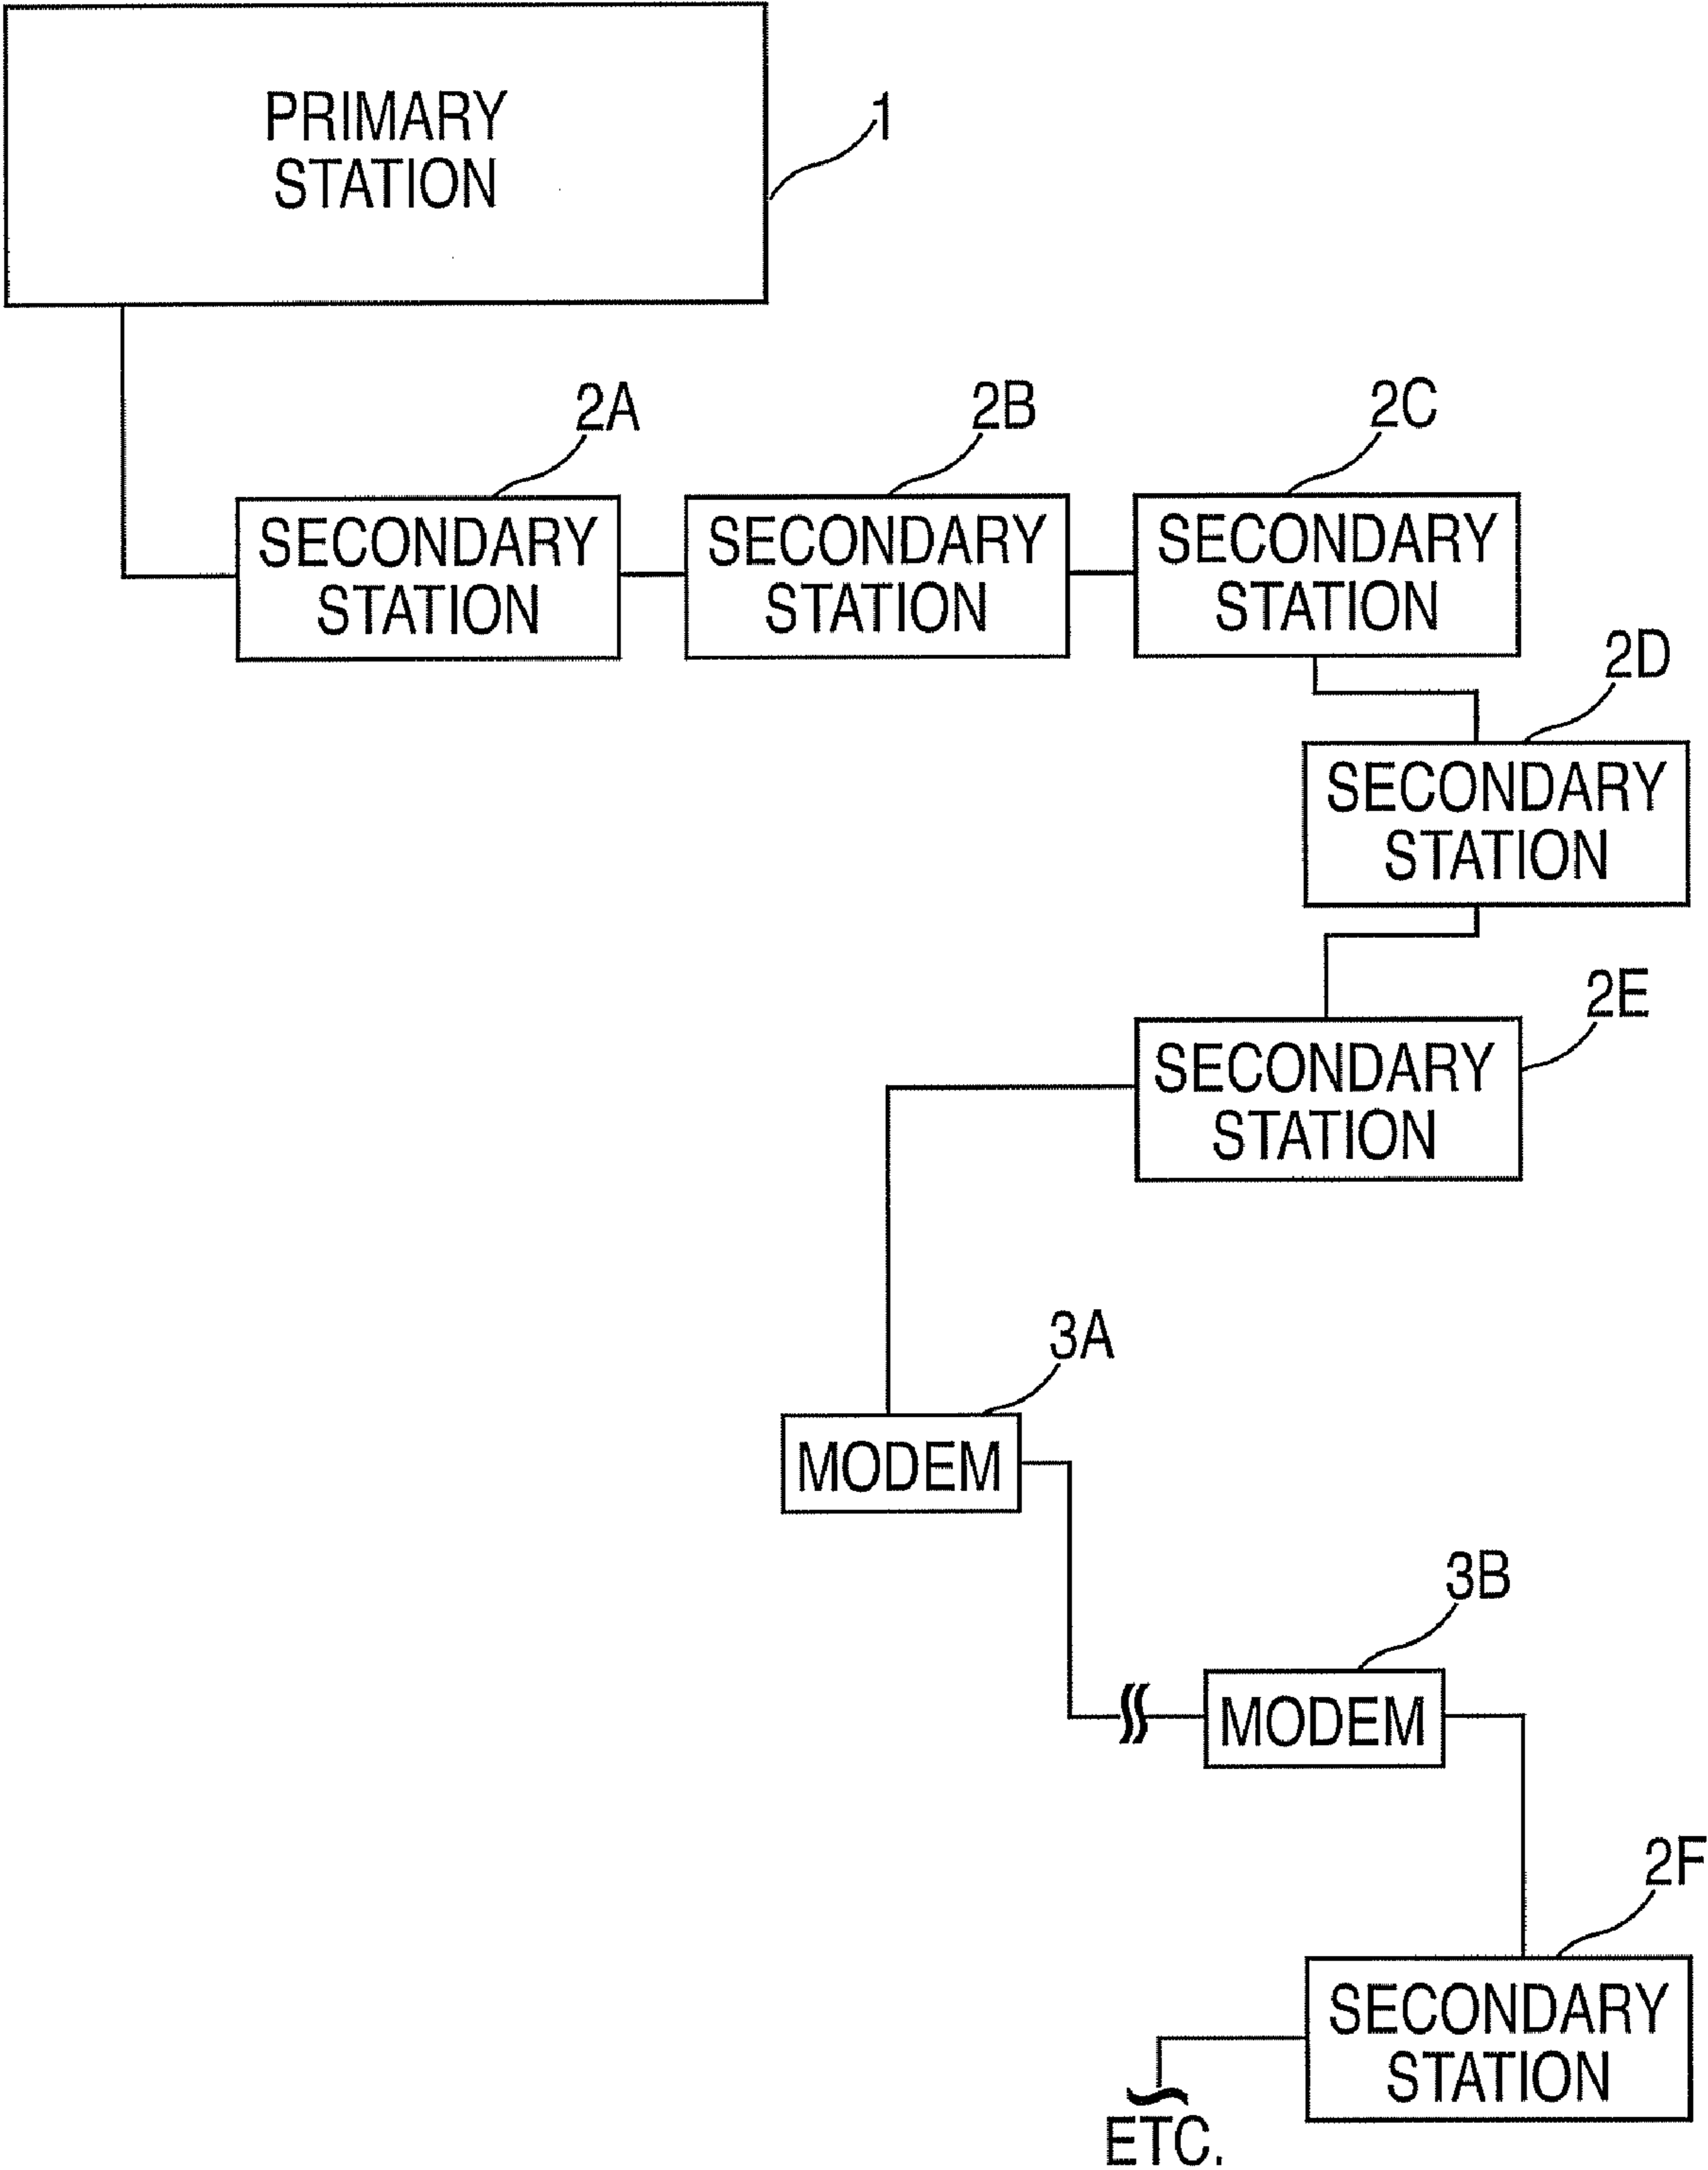 PRIMARY
STATION
1
2A
2B
2C
SECONDARY
STATION
SECONDARY
STATION
SECONDARY
STATION
2D
SECONDARY
STATION
2E
SECONDARY
STATION
3A
MODEM
3B
MODEM
2F
SECONDARY
STATION
ETC.